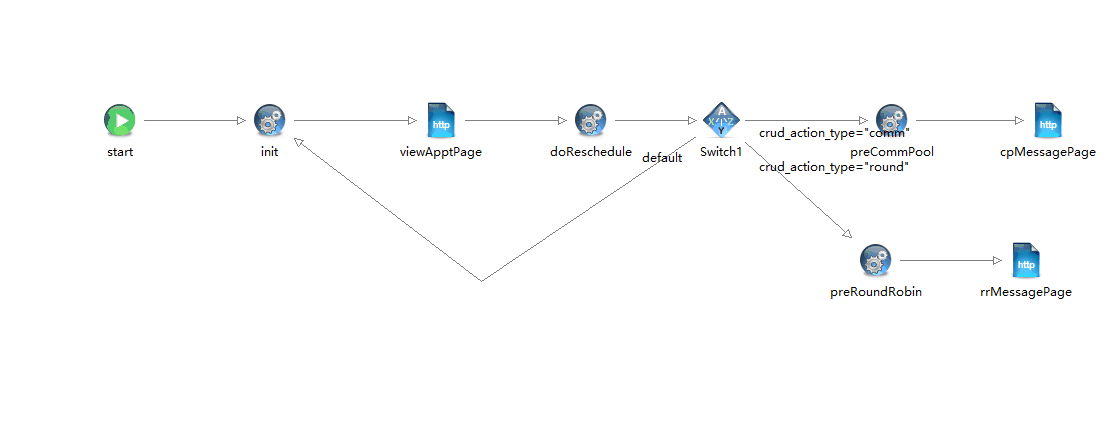 http
A
X
Z
Y
crud_action_type="comm"
http
start
init
viewApptPage
doReschedule
default
Switch1
preCommPool
cpMessagePage
crud_action_type="round"
http
preRoundRobin
rrMessagePage